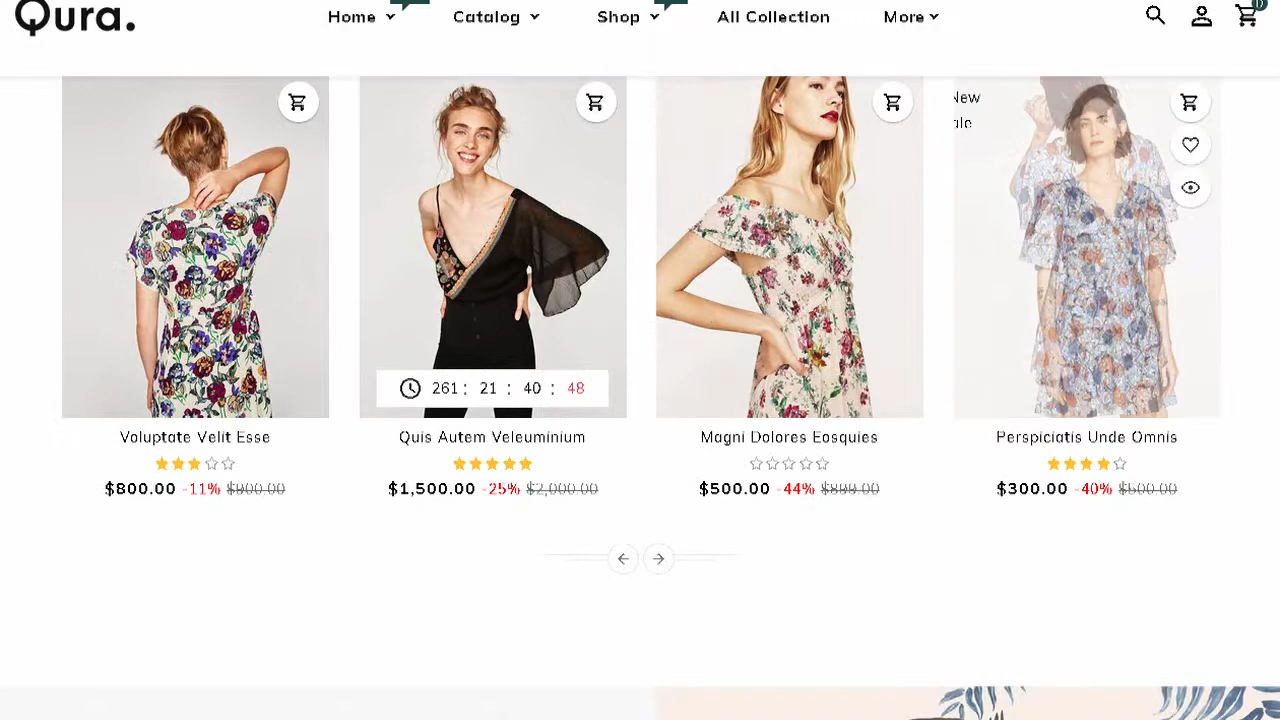 Qura.
Home
Catalog
Shop
All Collection
More
0
New
ale
261 : 21 : 40 : 48
Voluptate Velit Esse
Quis Autem Veleuminium
Magni Dolores Eosquies
Perspiciatis Unde Omnis
$800.00 -11% $900.00
$1,500.00 -25% $2,000.00
$500.00 -44% $899.00
$300.00 -40% $500.00